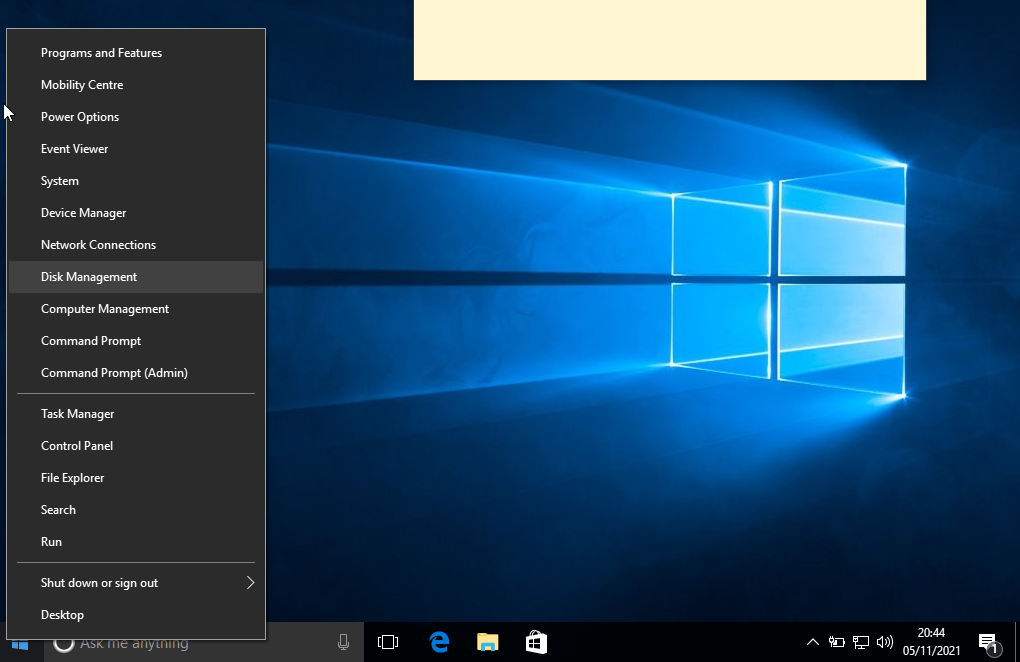 Programs and Features
Mobility Centre
Power Options
Event Viewer
System
Device Manager
Network Connections
Disk Management
Computer Management
Command Prompt
Command Prompt (Admin)
Task Manager
Control Panel
File Explorer
Search
Run
Shut down or sign out
Desktop
Ask me anything
20:44
05/11/2021
1